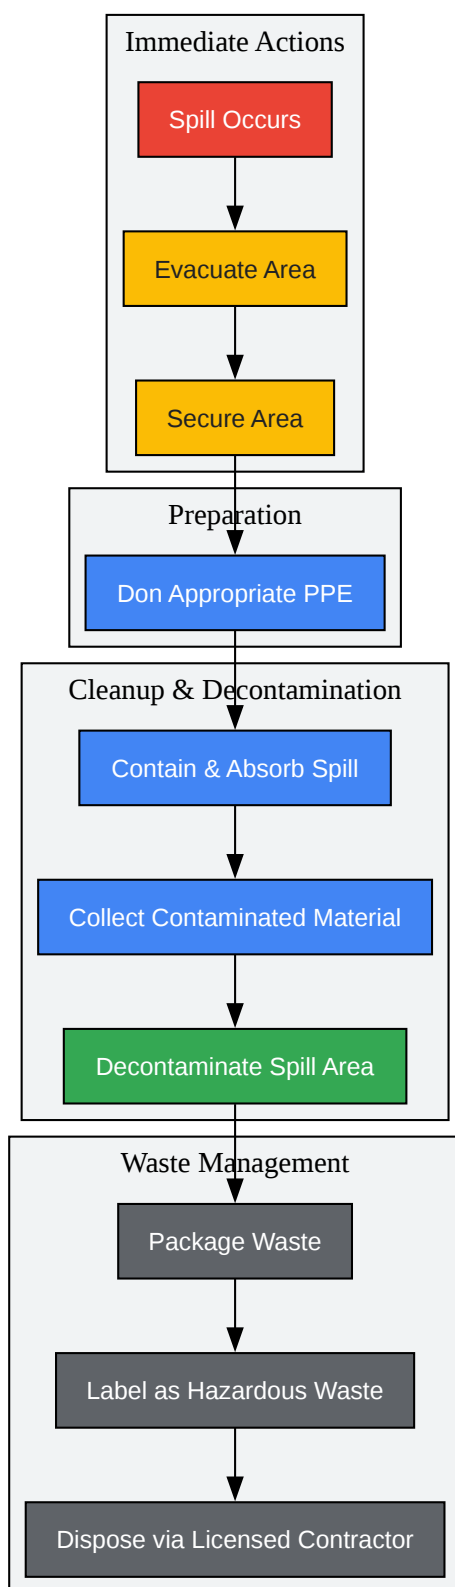 Immediate Actions
Spill Occurs
Evacuate Area
Secure Area
Preparation
Don Appropriate PPE
Cleanup & Decontamination
Contain & Absorb Spill
Collect Contaminated Material
Decontaminate Spill Area
Waste Management
Package Waste
Label as Hazardous Waste
Dispose via Licensed Contractor